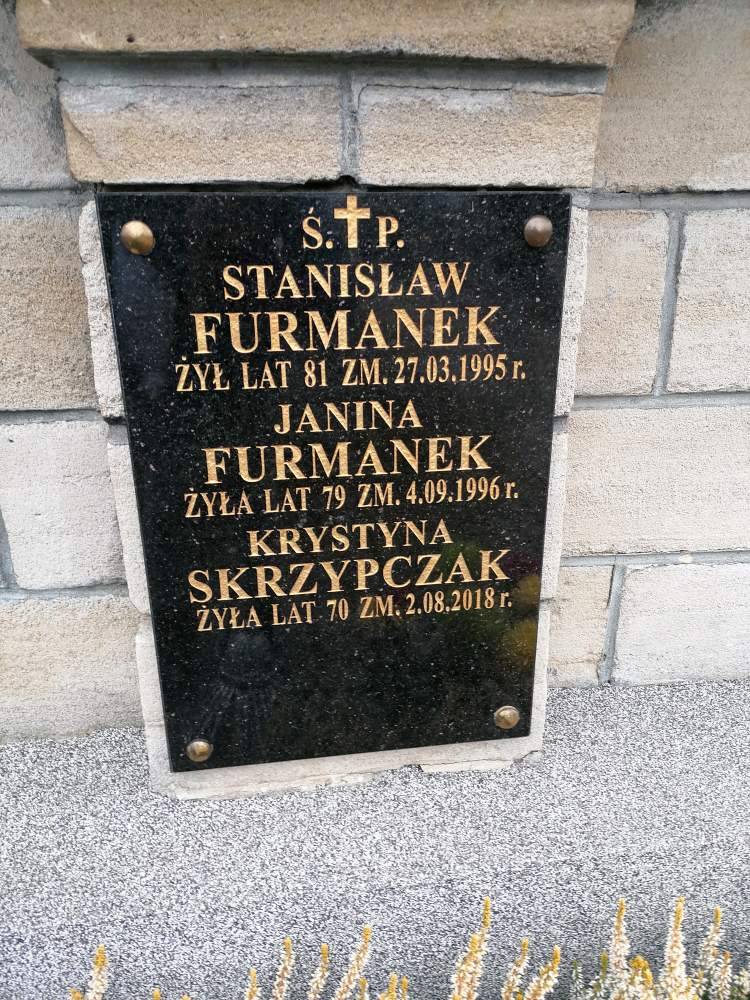 Ś. P.
STANISŁAW
FURMANEK
ŻYŁ LAT 81 ZM. 27.03.1995 r.
JANINA
FURMANEK
ŻYŁA LAT 79 ZM. 4.09.1996 r.
KRYSTYNA
SKRZYPCZAK
ŻYŁA LAT 70 ZM. 2.08.2018 r.